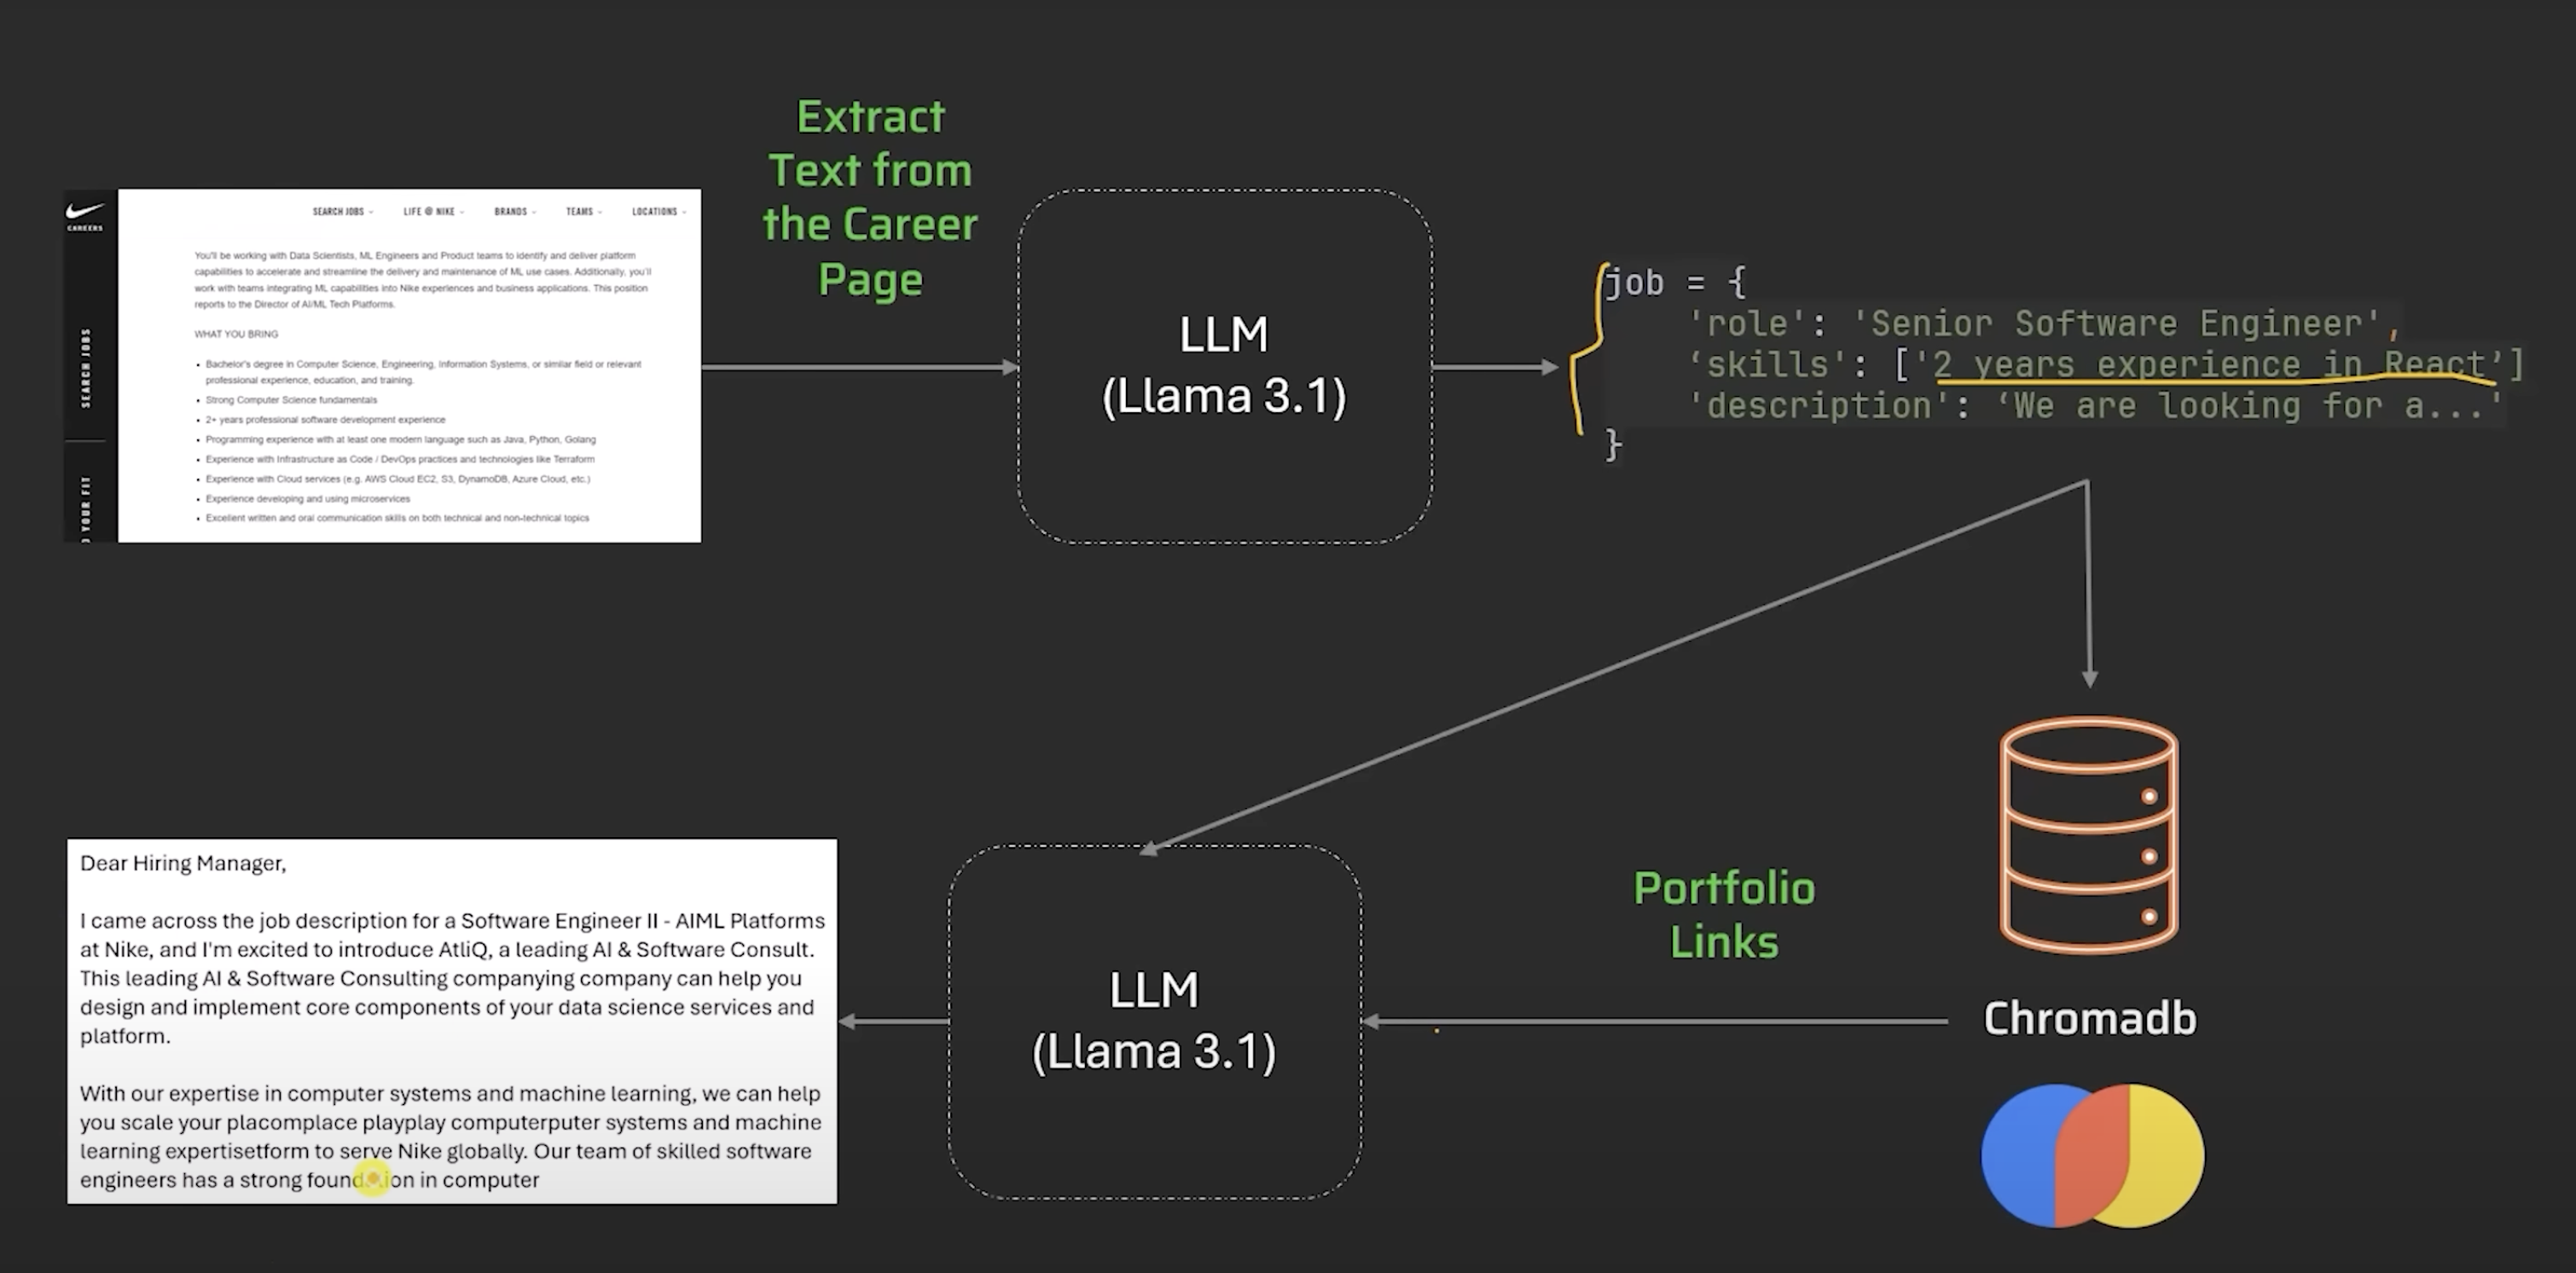 Extract
Text from
the Career
Page
CAREERS
SEARCH JOBS
LIFE @ NIKE
BRANDS
TEAMS
LOCATIONS
You'll be working with Data Scientists, ML Engineers and Product teams to identify and deliver platform
capabilities to accelerate and streamline the delivery and maintenance of ML use cases. Additionally, you'll
work with teams integrating ML capabilities into Nike experiences and business applications. This position
reports to the Director of AI/ML Tech Platforms.
WHAT YOU BRING
• Bachelor's degree in Computer Science, Engineering, Information Systems, or similar field or relevant
professional experience, education, and training.
• Strong Computer Science fundamentals
• 2+ years professional software development experience
• Programming experience with at least one modern language such as Java, Python, Golang
• Experience with Infrastructure as Code / DevOps practices and technologies like Terraform
• Experience with Cloud services (e.g. AWS Cloud EC2, S3, DynamoDB, Azure Cloud, etc.)
• Experience developing and using microservices
• Excellent written and oral communication skills on both technical and non-technical topics
SEARCH JOBS
YOUR FIT
LLM
(Llama 3.1)
job = {
'role': 'Senior Software Engineer',
‘skills': ['2 years experience in React’]
'description': ‘We are looking for a...'
}
Dear Hiring Manager,
I came across the job description for a Software Engineer II - AIML Platforms
at Nike, and I'm excited to introduce AtliQ, a leading AI & Software Consult.
This leading AI & Software Consulting companying company can help you
design and implement core components of your data science services and
platform.
With our expertise in computer systems and machine learning, we can help
you scale your placomplace playplay computerputer systems and machine
learning expertisetform to serve Nike globally. Our team of skilled software
engineers has a strong foundation in computer
LLM
(Llama 3.1)
Portfolio
Links
Chromadb